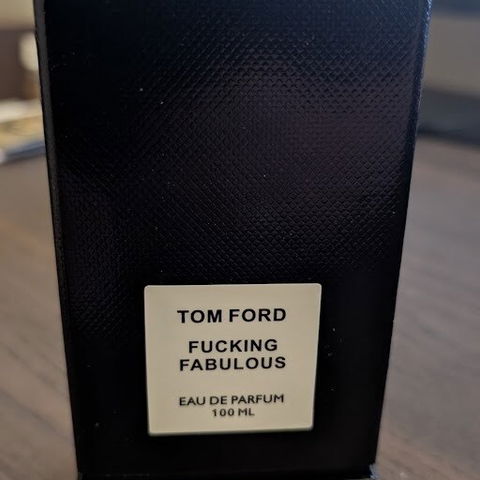 TOM FORD
FUCKING
FABULOUS
EAU DE PARFUM
100 ML